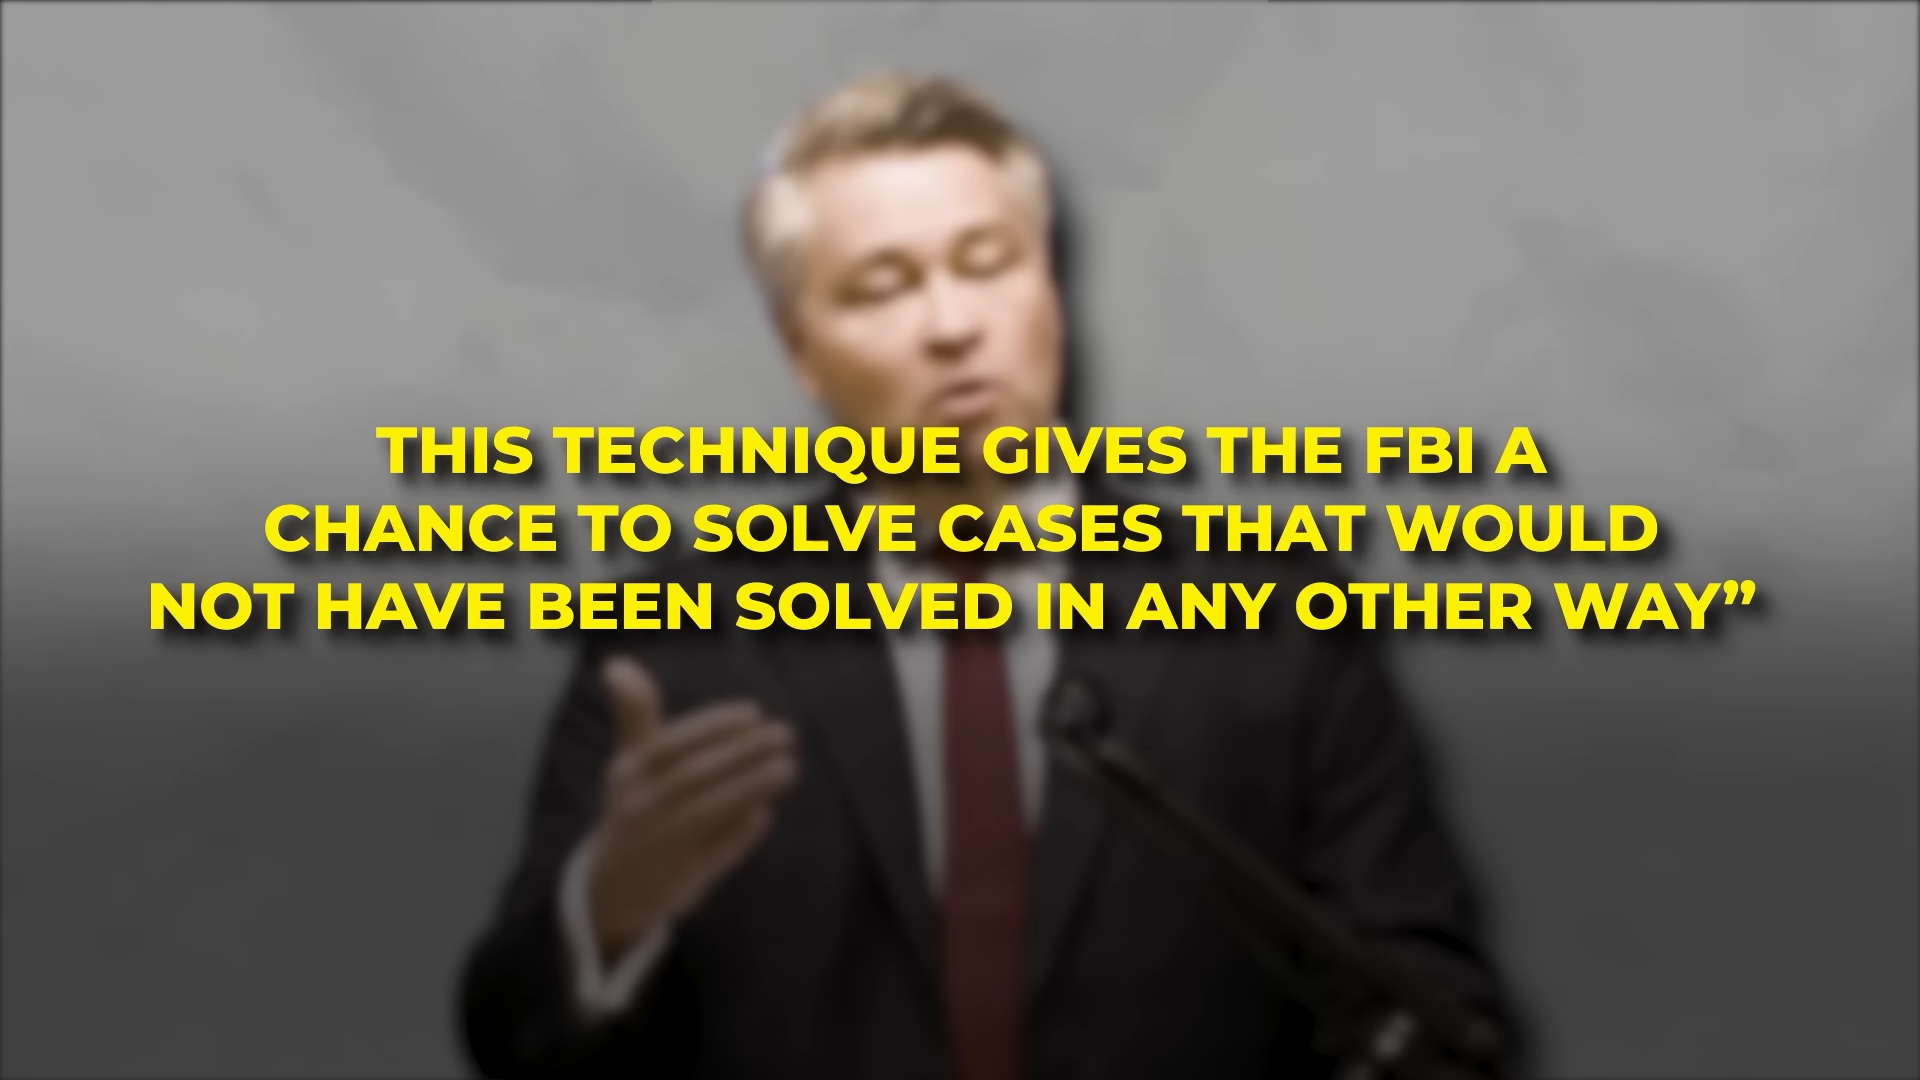 THIS TECHNIQUE GIVES THE FBI A
CHANCE TO SOLVE CASES THAT WOULD
NOT HAVE BEEN SOLVED IN ANY OTHER WAY”